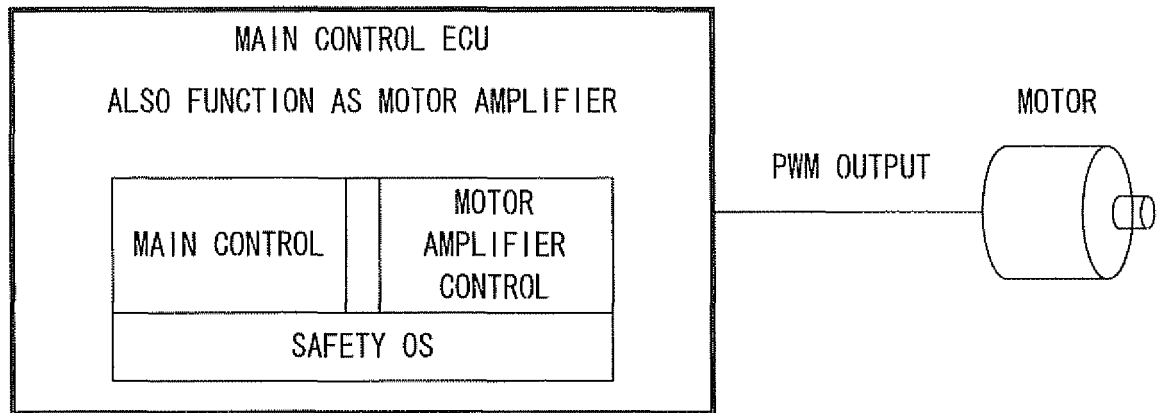 MAIN CONTROL ECU
ALSO FUNCTION AS MOTOR AMPLIFIER
MAIN CONTROL
MOTOR
AMPLIFIER
CONTROL
SAFETY OS
PWM OUTPUT
MOTOR